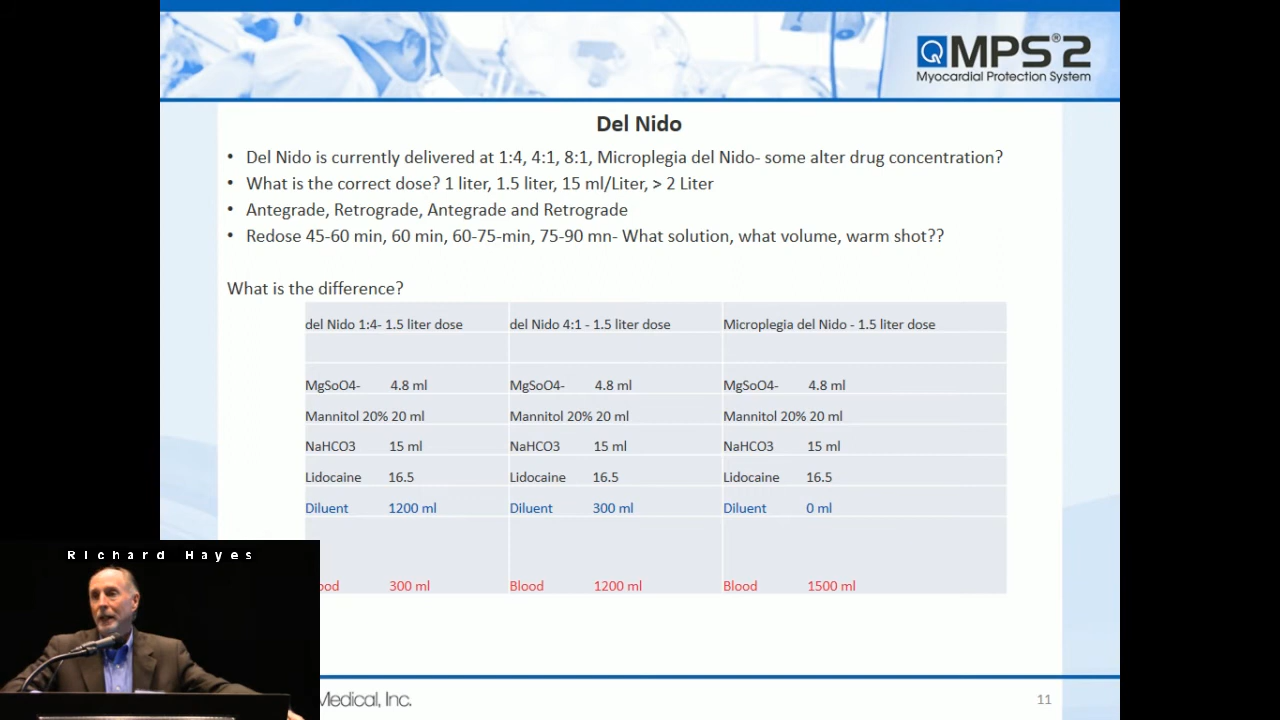 MPS®2
Myocardial Protection System
Del Nido
• Del Nido is currently delivered at 1:4, 4:1, 8:1, Microplegia del Nido- some alter drug concentration?
• What is the correct dose? 1 liter, 1.5 liter, 15 ml/Liter, > 2 Liter
• Antegrade, Retrograde, Antegrade and Retrograde
• Redose 45-60 min, 60 min, 60-75-min, 75-90 mn- What solution, what volume, warm shot??
What is the difference?
del Nido 1:4- 1.5 liter dose del Nido 4:1 - 1.5 liter dose Microplegia del Nido - 1.5 liter dose
MgSoO4- 4.8 ml MgSoO4- 4.8 ml MgSoO4- 4.8 ml
Mannitol 20% 20 ml Mannitol 20% 20 ml Mannitol 20% 20 ml
NaHCO3 15 ml NaHCO3 15 ml NaHCO3 15 ml
Lidocaine 16.5 Lidocaine 16.5 Lidocaine 16.5
Diluent 1200 ml Diluent 300 ml Diluent 0 ml
ood 300 ml Blood 1200 ml Blood 1500 ml
Richard Hayes
Medical, Inc.
11